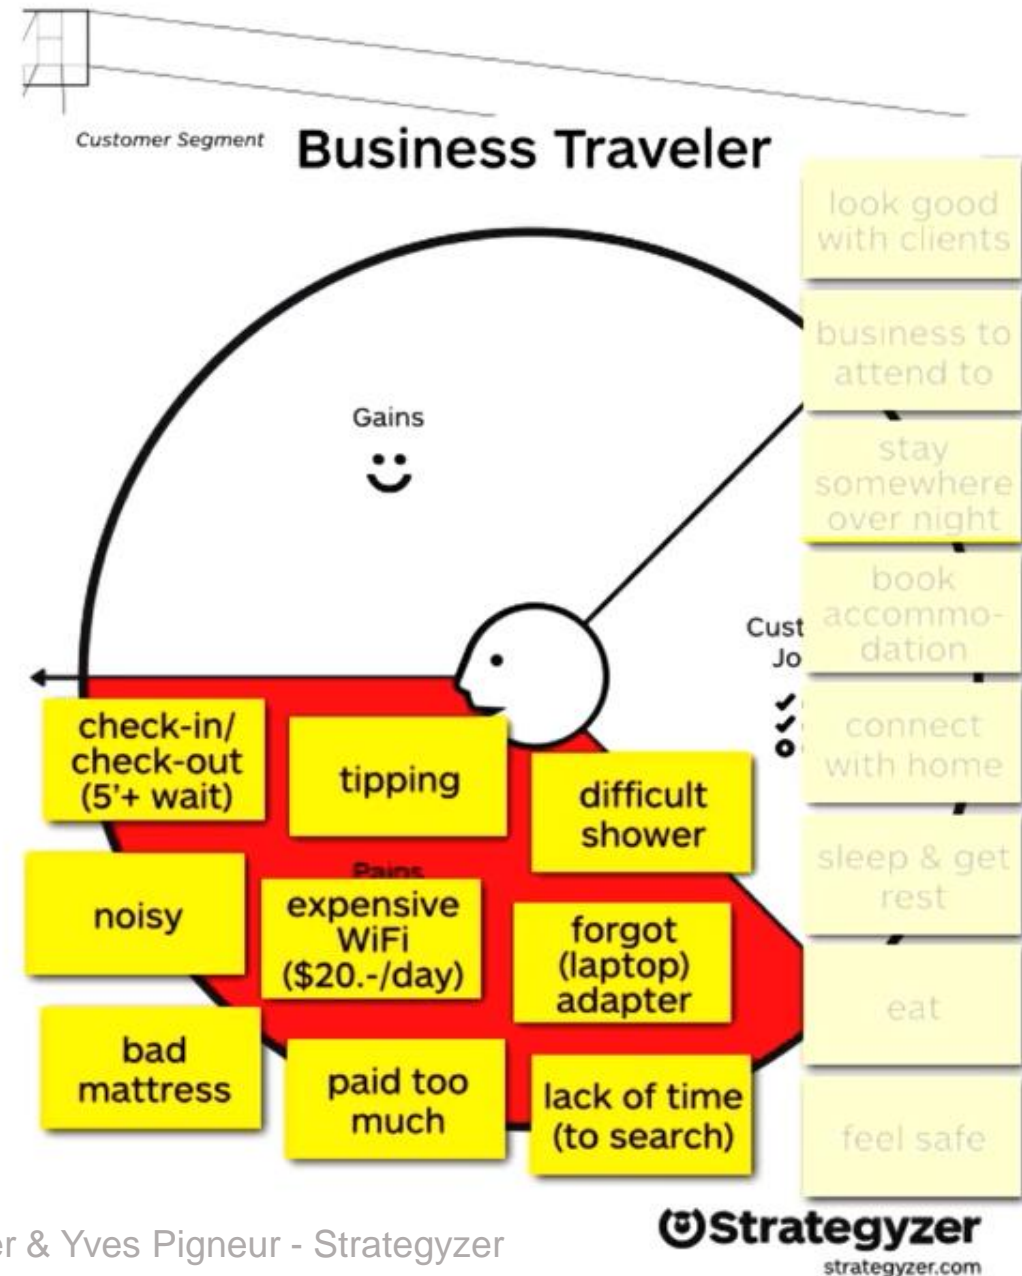 Customer Segment
Business Traveler
look good
with clients
business to
attend to
stay
somewhere
over night
book
accommo-
dation
connect
with home
sleep & get
rest
eat
feel safe
Gains
Cust
Jo
check-in/
check-out
(5'+ wait)
tipping
difficult
shower
Pains
noisy
expensive
WiFi
($20.-/day)
forgot
(laptop)
adapter
bad
mattress
paid too
much
lack of time
(to search)
er & Yves Pigneur - Strategyzer
Strategyzer
strategyzer.com